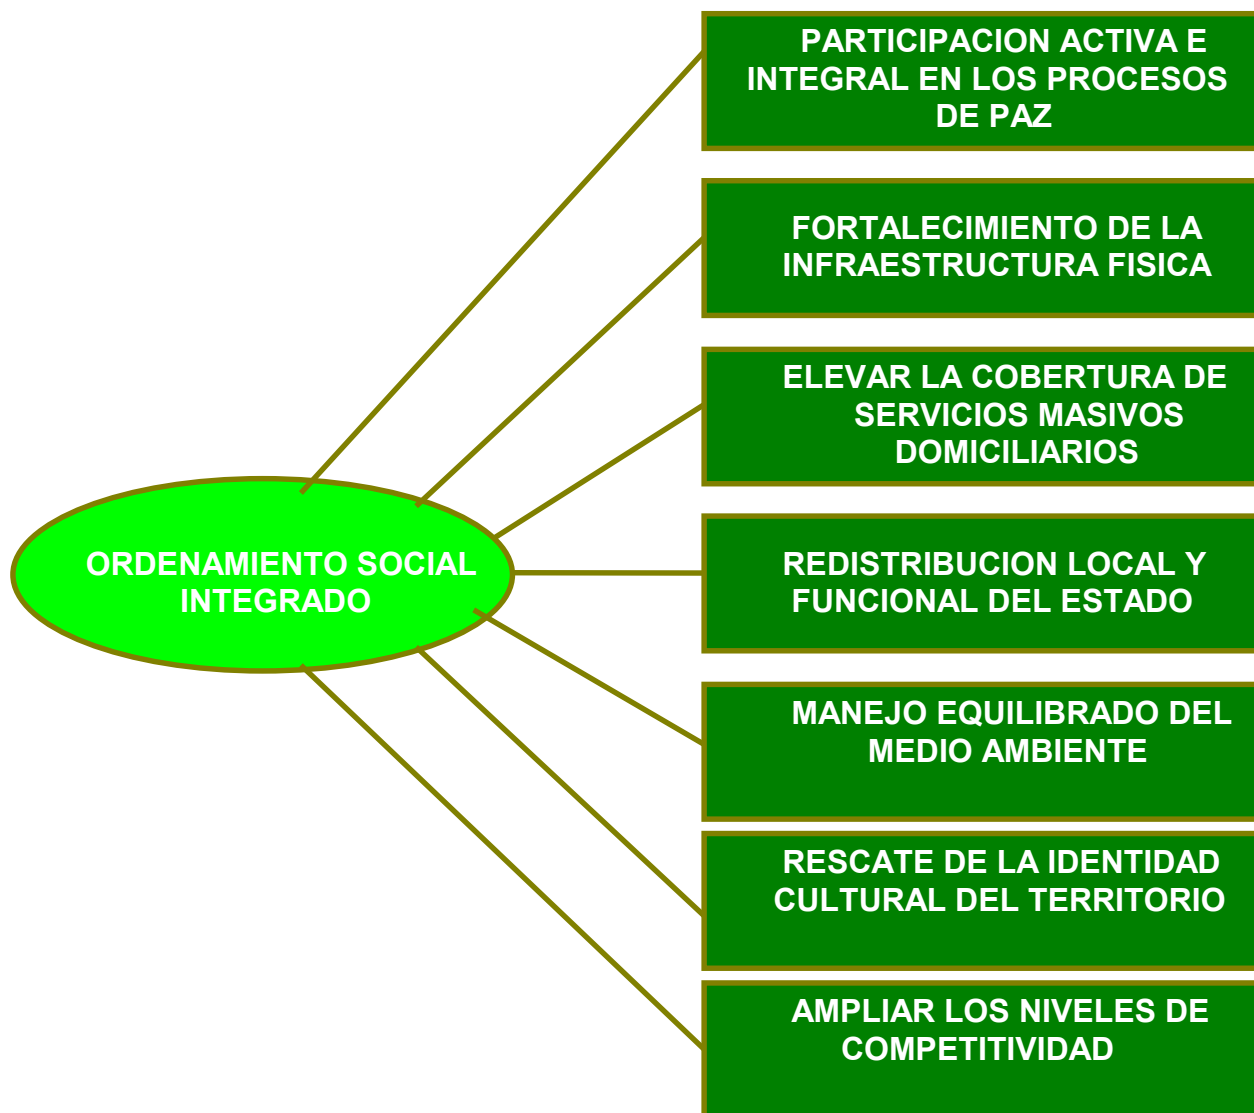 PARTICIPACION ACTIVA E
INTEGRAL EN LOS PROCESOS
DE PAZ
FORTALECIMIENTO DE LA
INFRAESTRUCTURA FISICA
ELEVAR LA COBERTURA DE
SERVICIOS MASIVOS
DOMICILIARIOS
ORDENAMIENTO SOCIAL
INTEGRADO
REDISTRIBUCION LOCAL Y
FUNCIONAL DEL ESTADO
MANEJO EQUILIBRADO DEL
MEDIO AMBIENTE
RESCATE DE LA IDENTIDAD
CULTURAL DEL TERRITORIO
AMPLIAR LOS NIVELES DE
COMPETITIVIDAD